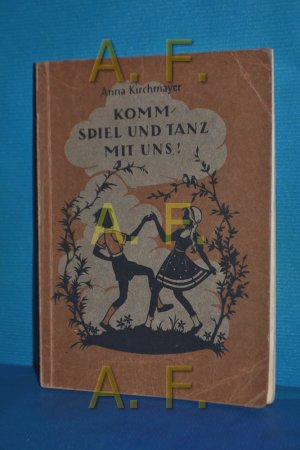 A. F.
Anna Kirchmayer
KOMM
SPIEL UND TANZ
MIT UNS!
A. F.
A. F.